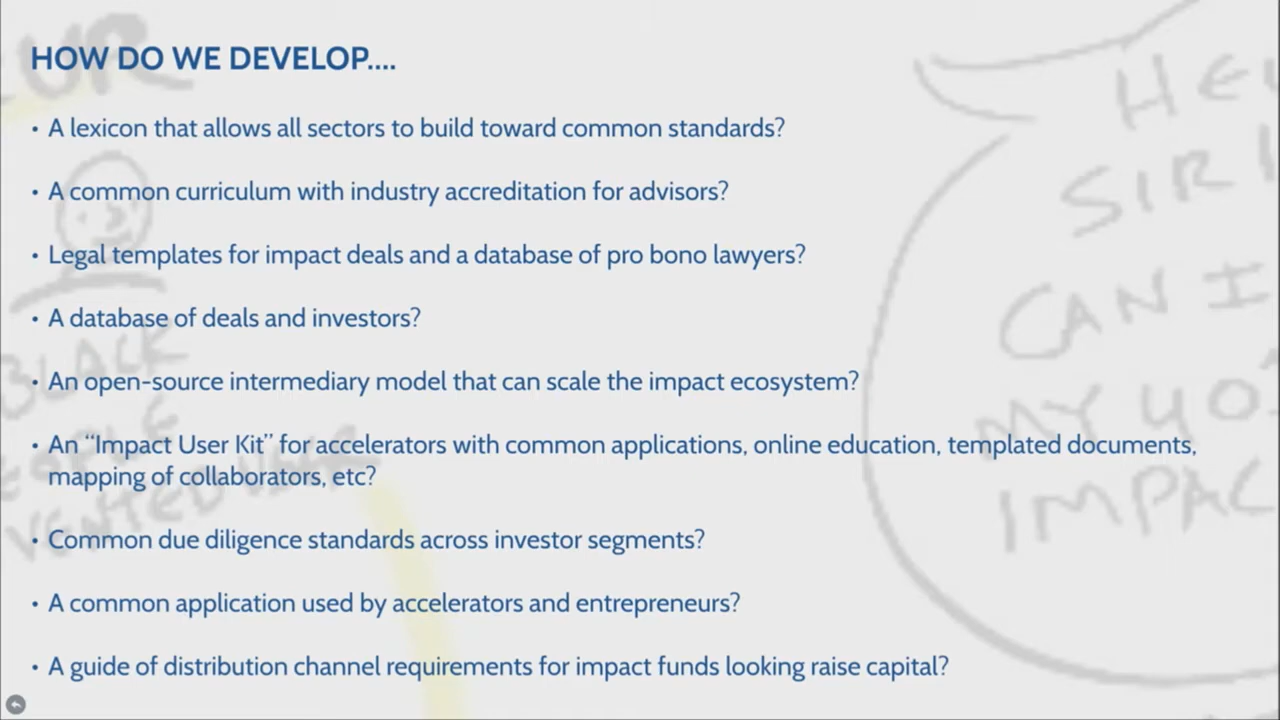 HOW DO WE DEVELOP....
• A lexicon that allows all sectors to build toward common standards?
• A common curriculum with industry accreditation for advisors?
• Legal templates for impact deals and a database of pro bono lawyers?
• A database of deals and investors?
• An open-source intermediary model that can scale the impact ecosystem?
• An “Impact User Kit” for accelerators with common applications, online education, templated documents,
mapping of collaborators, etc?
• Common due diligence standards across investor segments?
• A common application used by accelerators and entrepreneurs?
• A guide of distribution channel requirements for impact funds looking raise capital?
SIR
CAN I
MY
BLACK